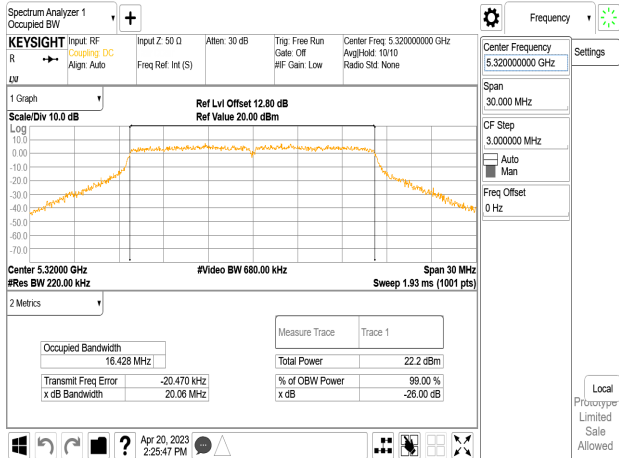 Spectrum Analyzer 1
Occupied BW
Frequency
KEYSIGHT
R
Input: RF
Coupling: DC
Align: Auto
Input Z: 50 Ω
Freq Ref: Int (S)
Atten: 30 dB
Trig: Free Run
Gate: Off
#IF Gain: Low
Center Freq: 5.320000000 GHz
Avg|Hold: 10/10
Radio Std: None
1 Graph
Scale/Div 10.0 dB
Ref Lvl Offset 12.80 dB
Ref Value 20.00 dBm
Log
10.0
0.00
-10.0
-20.0
-30.0
-40.0
-50.0
-60.0
-70.0
Center 5.32000 GHz
#Res BW 220.00 kHz
#Video BW 680.00 kHz
Span 30 MHz
Sweep 1.93 ms (1001 pts)
2 Metrics
Measure Trace Trace 1
Occupied Bandwidth
16.428 MHz
Total Power 22.2 dBm
Transmit Freq Error -20.470 kHz
% of OBW Power 99.00 %
x dB Bandwidth 20.06 MHz
x dB -26.00 dB
Apr 20, 2023
2:25:47 PM
Center Frequency
5.320000000 GHz
Settings
Span
30.000 MHz
CF Step
3.000000 MHz
Auto
Man
Freq Offset
0 Hz
Local
Prototype
Limited
Sale
Allowed